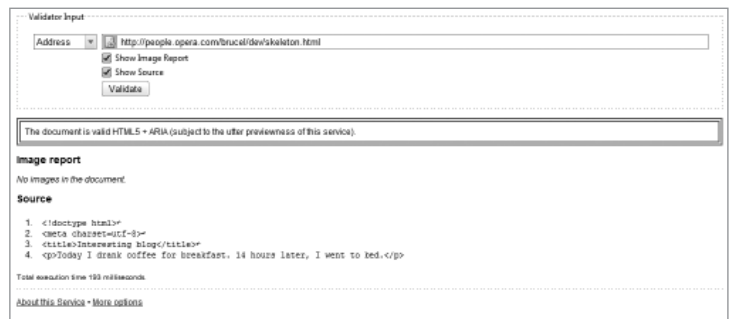 Validator Input
Address http://people.opera.com/brucel/dev/skeleton.html
Show Image Report
Show Source
Validate
The document is valid HTML5 + ARIA (subject to the utter previewness of this service).
Image report
No images in the document.
Source
1. <!doctype html>↩
2. <meta charset=utf-8>↩
3. <title>Interesting blog</title>↩
4. <p>Today I drank coffee for breakfast. 14 hours later, I went to bed.</p>
Total execution time 193 milliseconds.
About this Service • More options